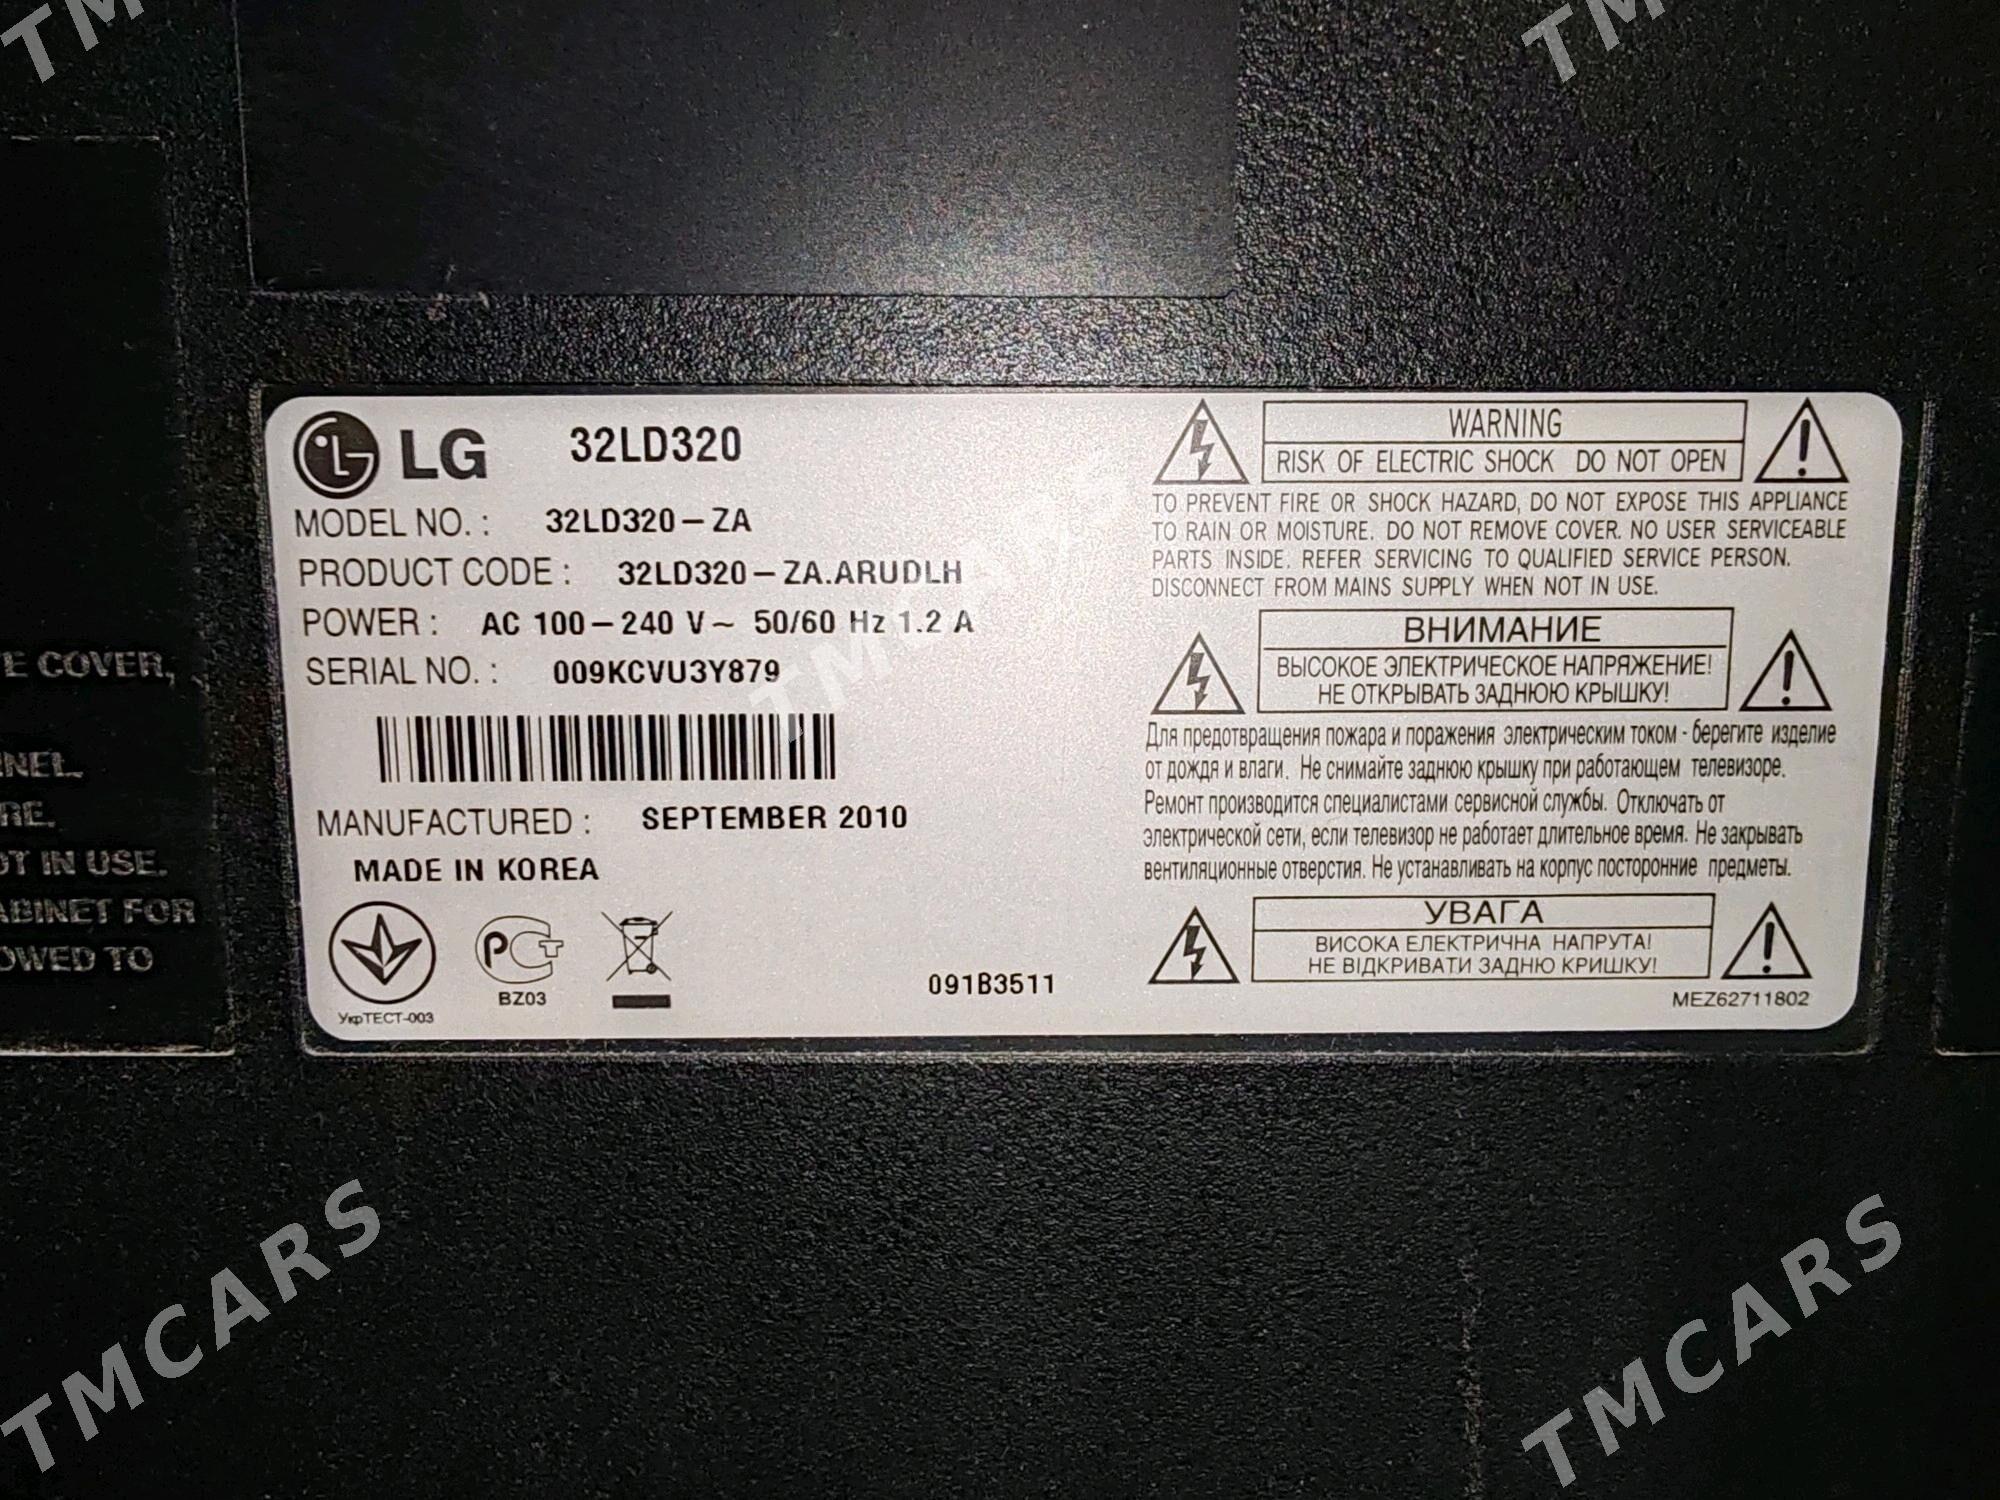 TM
TM
LG 32LD320
MODEL NO. : 32LD320-ZA
PRODUCT CODE : 32LD320-ZA.ARUDLH
POWER : AC 100-240 V~ 50/60 Hz 1.2 A
SERIAL NO. : 009KCVU3Y879
MANUFACTURED : SEPTEMBER 2010
MADE IN KOREA
УкрТЕСТ-003
РСТ
BZ03
091B3511
WARNING
RISK OF ELECTRIC SHOCK DO NOT OPEN
TO PREVENT FIRE OR SHOCK HAZARD, DO NOT EXPOSE THIS APPLIANCE
TO RAIN OR MOISTURE. DO NOT REMOVE COVER. NO USER SERVICEABLE
PARTS INSIDE. REFER SERVICING TO QUALIFIED SERVICE PERSON.
DISCONNECT FROM MAINS SUPPLY WHEN NOT IN USE.
ВНИМАНИЕ
ВЫСОКОЕ ЭЛЕКТРИЧЕСКОЕ НАПРЯЖЕНИЕ!
НЕ ОТКРЫВАТЬ ЗАДНЮЮ КРЫШКУ!
Для предотвращения пожара и поражения электрическим током - берегите изделие
от дождя и влаги. Не снимайте заднюю крышку при работающем телевизоре.
Ремонт производится специалистами сервисной службы. Отключать от
электрической сети, если телевизор не работает длительное время. Не закрывать
вентиляционные отверстия. Не устанавливать на корпус посторонние предметы.
УВАГА
ВИСОКА ЕЛЕКТРИЧНА НАПРУТА!
НЕ ВІДКРИВАТИ ЗАДНЮ КРИШКУ!
MEZ62711802
E COVER,
NEL.
RE.
OT IN USE.
ABINET FOR
OWED TO
TMCARS
TMCARS
TMCARS